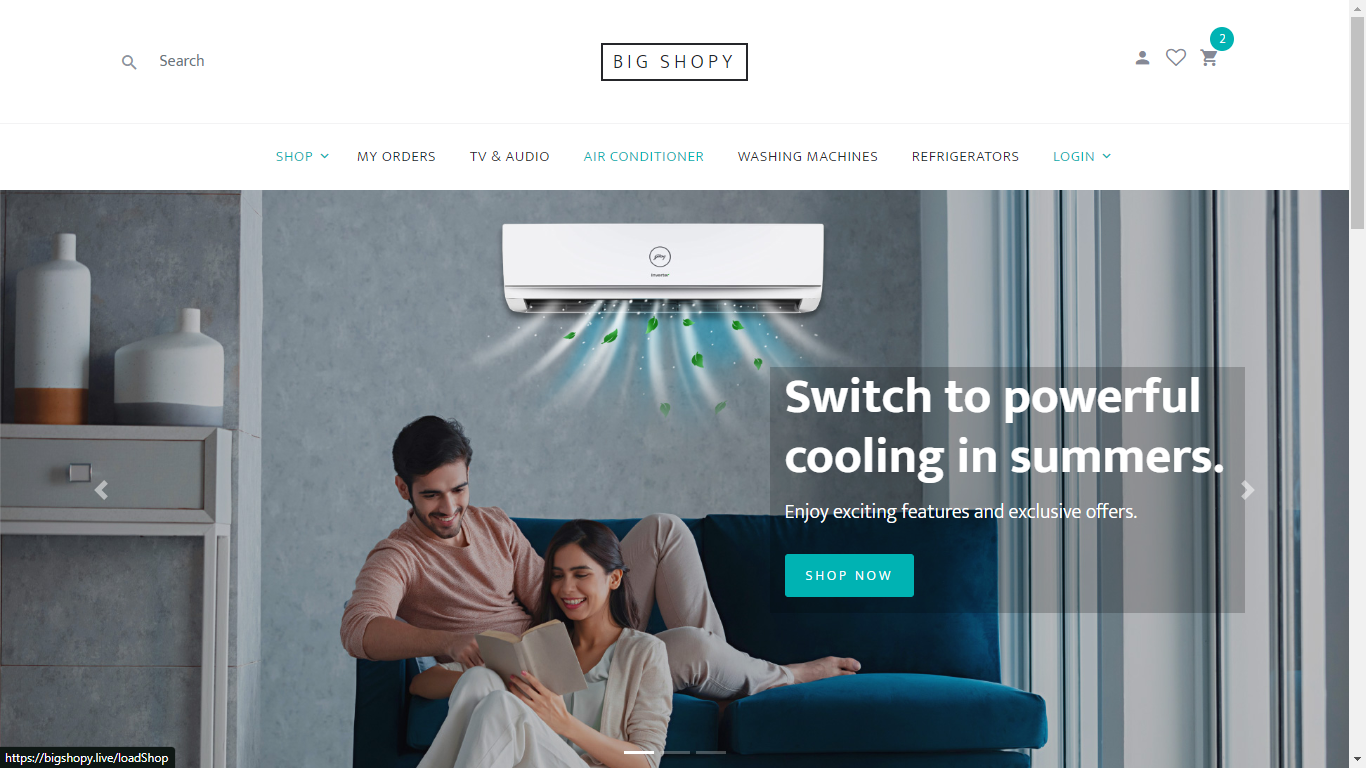 Search
BIG SHOPY
2
SHOP
MY ORDERS
TV & AUDIO
AIR CONDITIONER
WASHING MACHINES
REFRIGERATORS
LOGIN
Inverter
Switch to powerful
cooling in summers.
Enjoy exciting features and exclusive offers.
SHOP NOW
https://bigshopy.live/loadShop